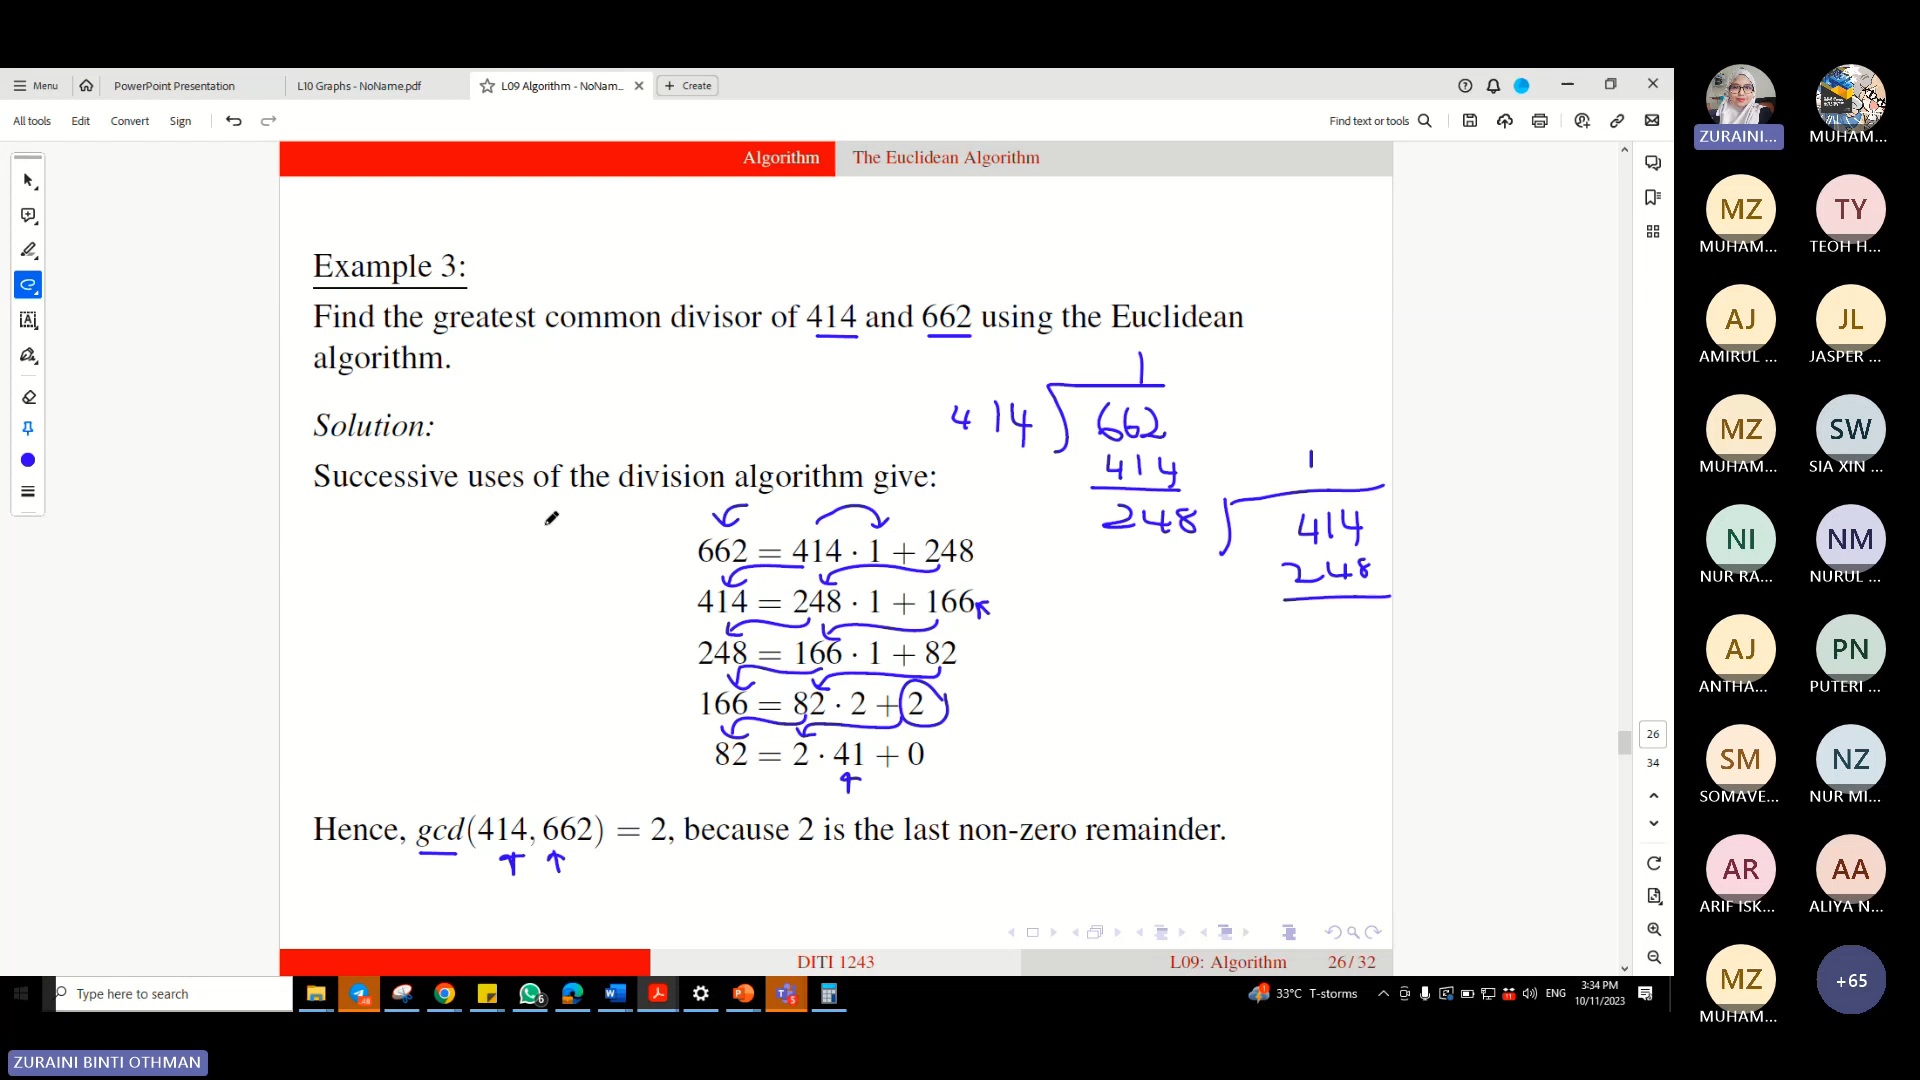 Menu
PowerPoint Presentation
L10 Graphs - NoName.pdf
L09 Algorithm - NoNam...
Create
All tools
Edit
Convert
Sign
Find text or tools
Algorithm
The Euclidean Algorithm
Example 3:
Find the greatest common divisor of 414 and 662 using the Euclidean
algorithm.
Solution:
Successive uses of the division algorithm give:
662 = 414 · 1 + 248
414 = 248 · 1 + 166
248 = 166 · 1 + 82
166 = 82 · 2 + 2
82 = 2 · 41 + 0
Hence, gcd(414, 662) = 2, because 2 is the last non-zero remainder.
1
414 662
414
248
1
414
248
DITI 1243
L09: Algorithm
26/32
26
34
ZURAINI...
MUHAM...
MZ
MUHAM...
TY
TEOH H...
AJ
AMIRUL ...
JL
JASPER ...
MZ
MUHAM...
SW
SIA XIN ...
NI
NUR RA...
NM
NURUL ...
AJ
ANTHA...
PN
PUTERI ...
SM
SOMAVE...
NZ
NUR MI...
AR
ARIF ISK...
AA
ALIYA N...
MZ
MUHAM...
+65
Type here to search
6
33°C T-storms
ENG
3:34 PM
10/11/2023
ZURAINI BINTI OTHMAN